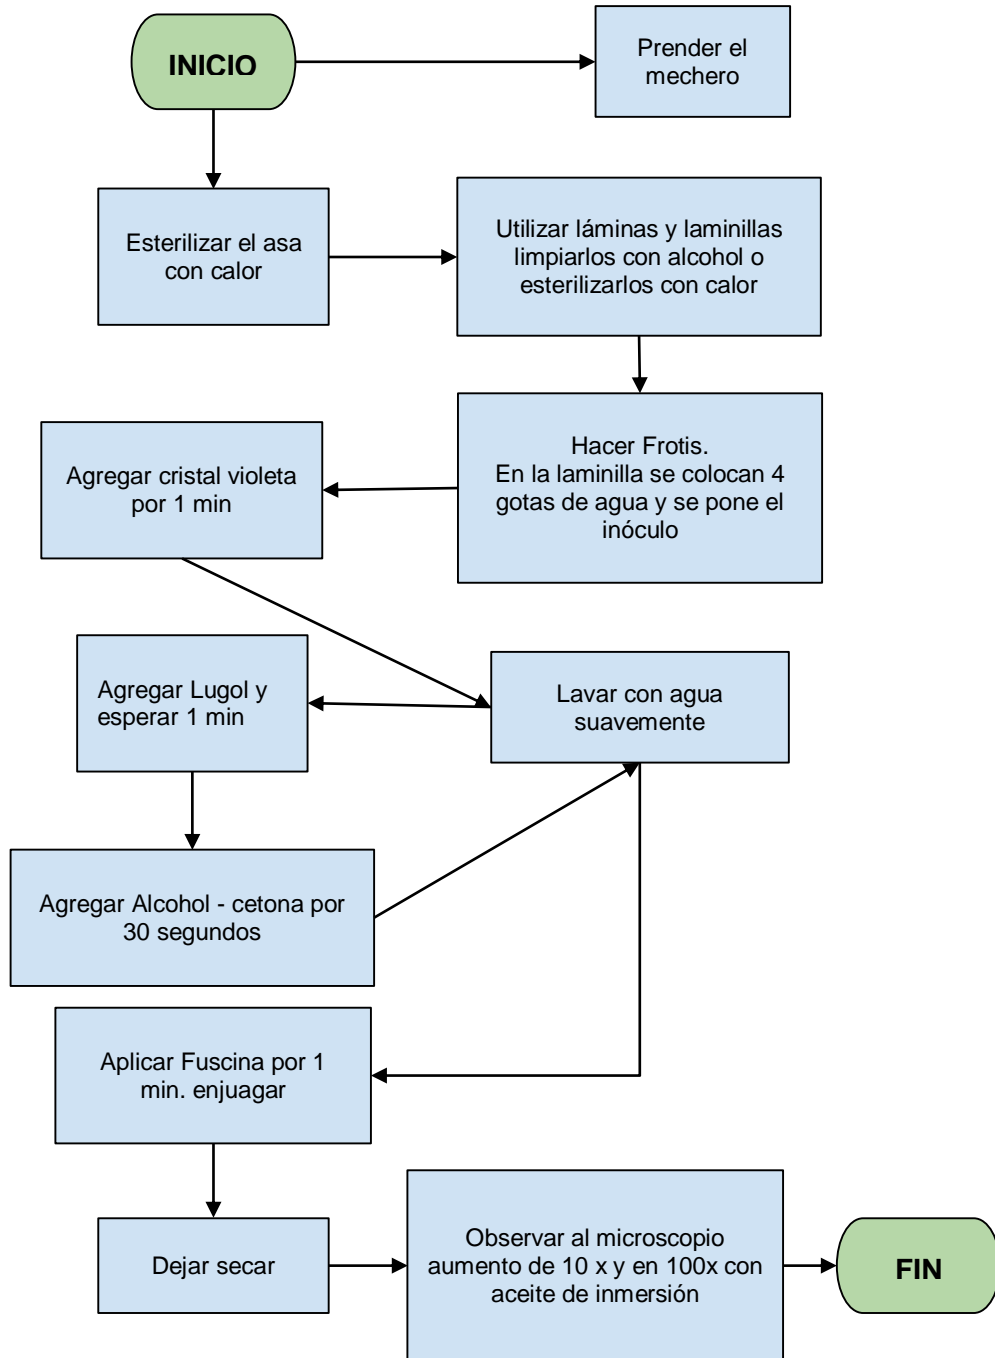 INICIO
Prender el
mechero
Esterilizar el asa
con calor
Utilizar láminas y laminillas
limpiarlos con alcohol o
esterilizarlos con calor
Hacer Frotis.
En la laminilla se colocan 4
gotas de agua y se pone el
inóculo
Agregar cristal violeta
por 1 min
Lavar con agua
suavemente
Agregar Lugol y
esperar 1 min
Agregar Alcohol - cetona por
30 segundos
Aplicar Fuscina por 1
min. enjuagar
Dejar secar
Observar al microscopio
aumento de 10 x y en 100x con
aceite de inmersión
FIN